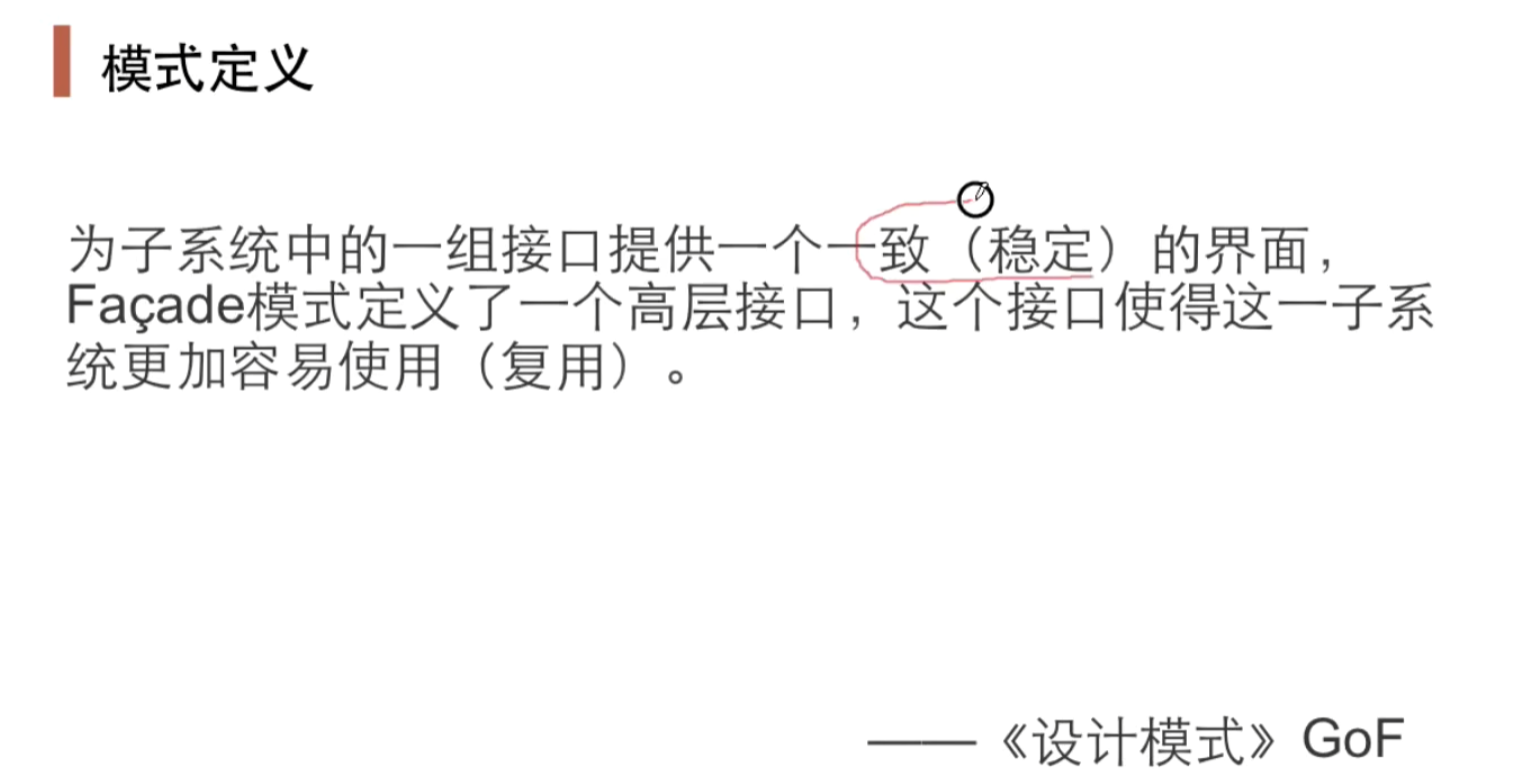 模式定义
为子系统中的一组接口提供一个一致（稳定）的界面，
Façade模式定义了一个高层接口，这个接口使得这一子系
统更加容易使用（复用）。
——《设计模式》GoF